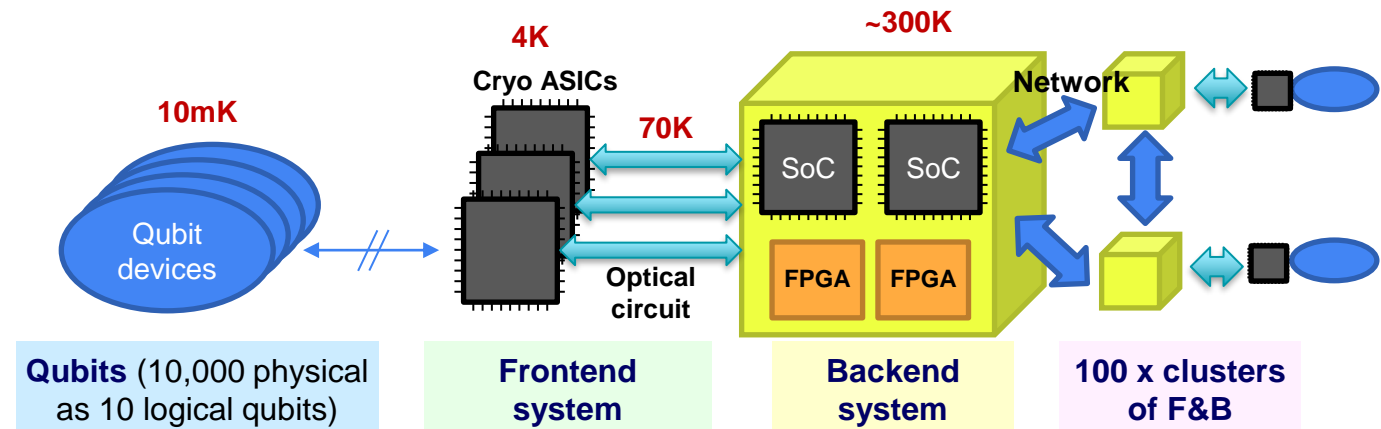 ~300K
4K
Cryo ASICs
Network
10mK
70K
SoC
SoC
Qubit
devices
Optical
circuit
FPGA
FPGA
Qubits (10,000 physical
as 10 logical qubits)
Frontend
system
Backend
system
100 x clusters
of F&B